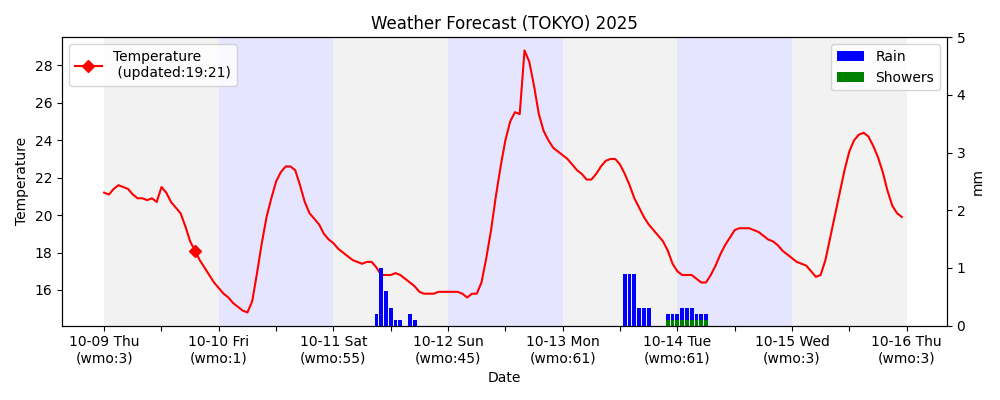 Weather Forecast (TOKYO) 2025
Temperature
(updated:19:21)
Rain
Showers
28
26
24
22
20
18
16
Temperature
5
4
3
2
1
0
mm
10-09 Thu
(wmo:3)
10-10 Fri
(wmo:1)
10-11 Sat
(wmo:55)
10-12 Sun
(wmo:45)
10-13 Mon
(wmo:61)
10-14 Tue
(wmo:61)
10-15 Wed
(wmo:3)
10-16 Thu
(wmo:3)
Date